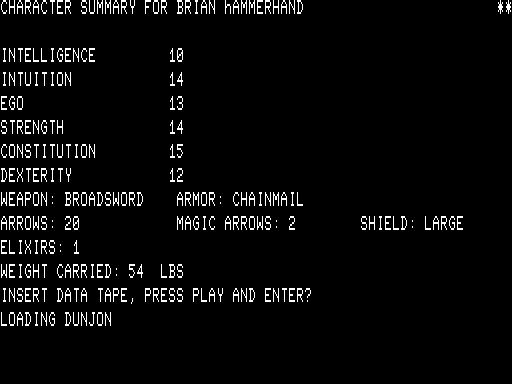 CHARACTER SUMMARY FOR BRIAN hAMMERHAND **
INTELLIGENCE 10
INTUITION 14
EGO 13
STRENGTH 14
CONSTITUTION 15
DEXTERITY 12
WEAPON: BROADSWORD ARMOR: CHAINMAIL
ARROWS: 20 MAGIC ARROWS: 2 SHIELD: LARGE
ELIXIRS: 1
WEIGHT CARRIED: 54 LBS
INSERT DATA TAPE, PRESS PLAY AND ENTER?
LOADING DUNJON